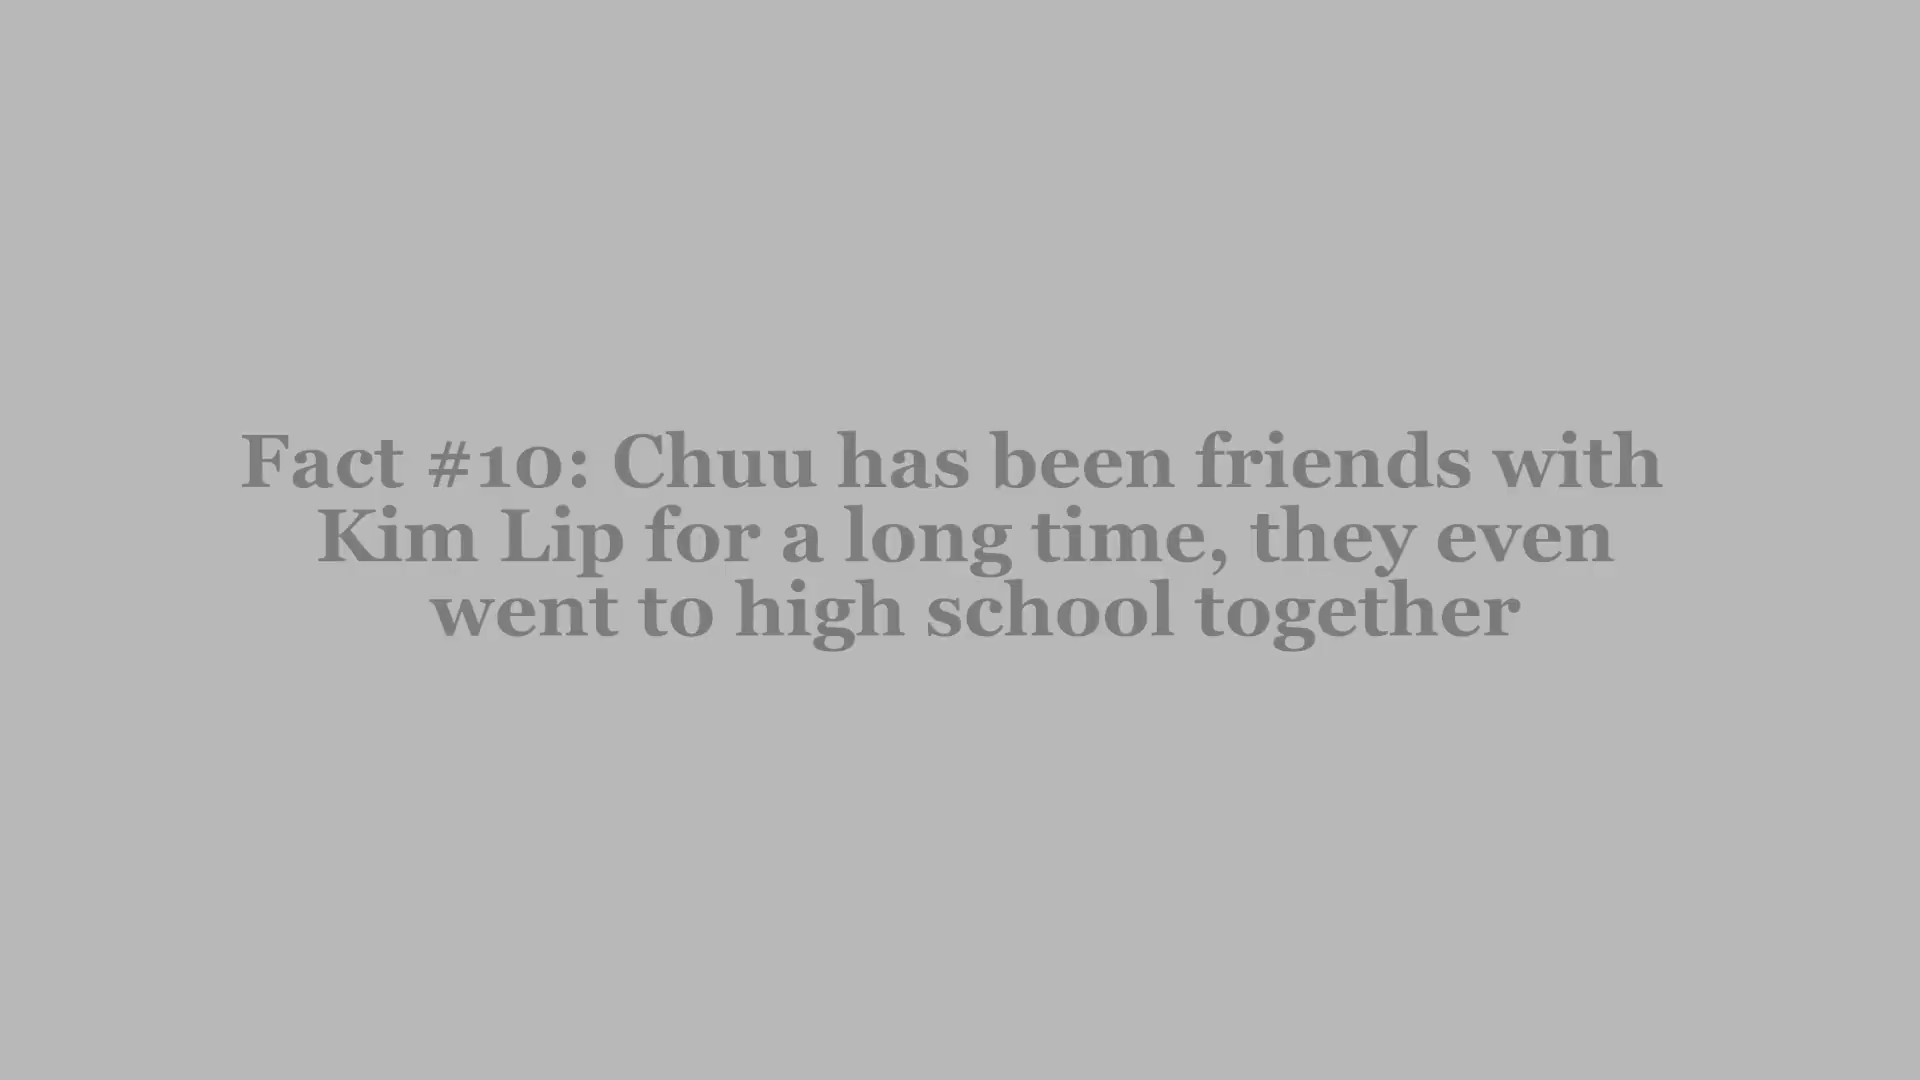 Fact #10: Chuu has been friends with
Kim Lip for a long time, they even
went to high school together